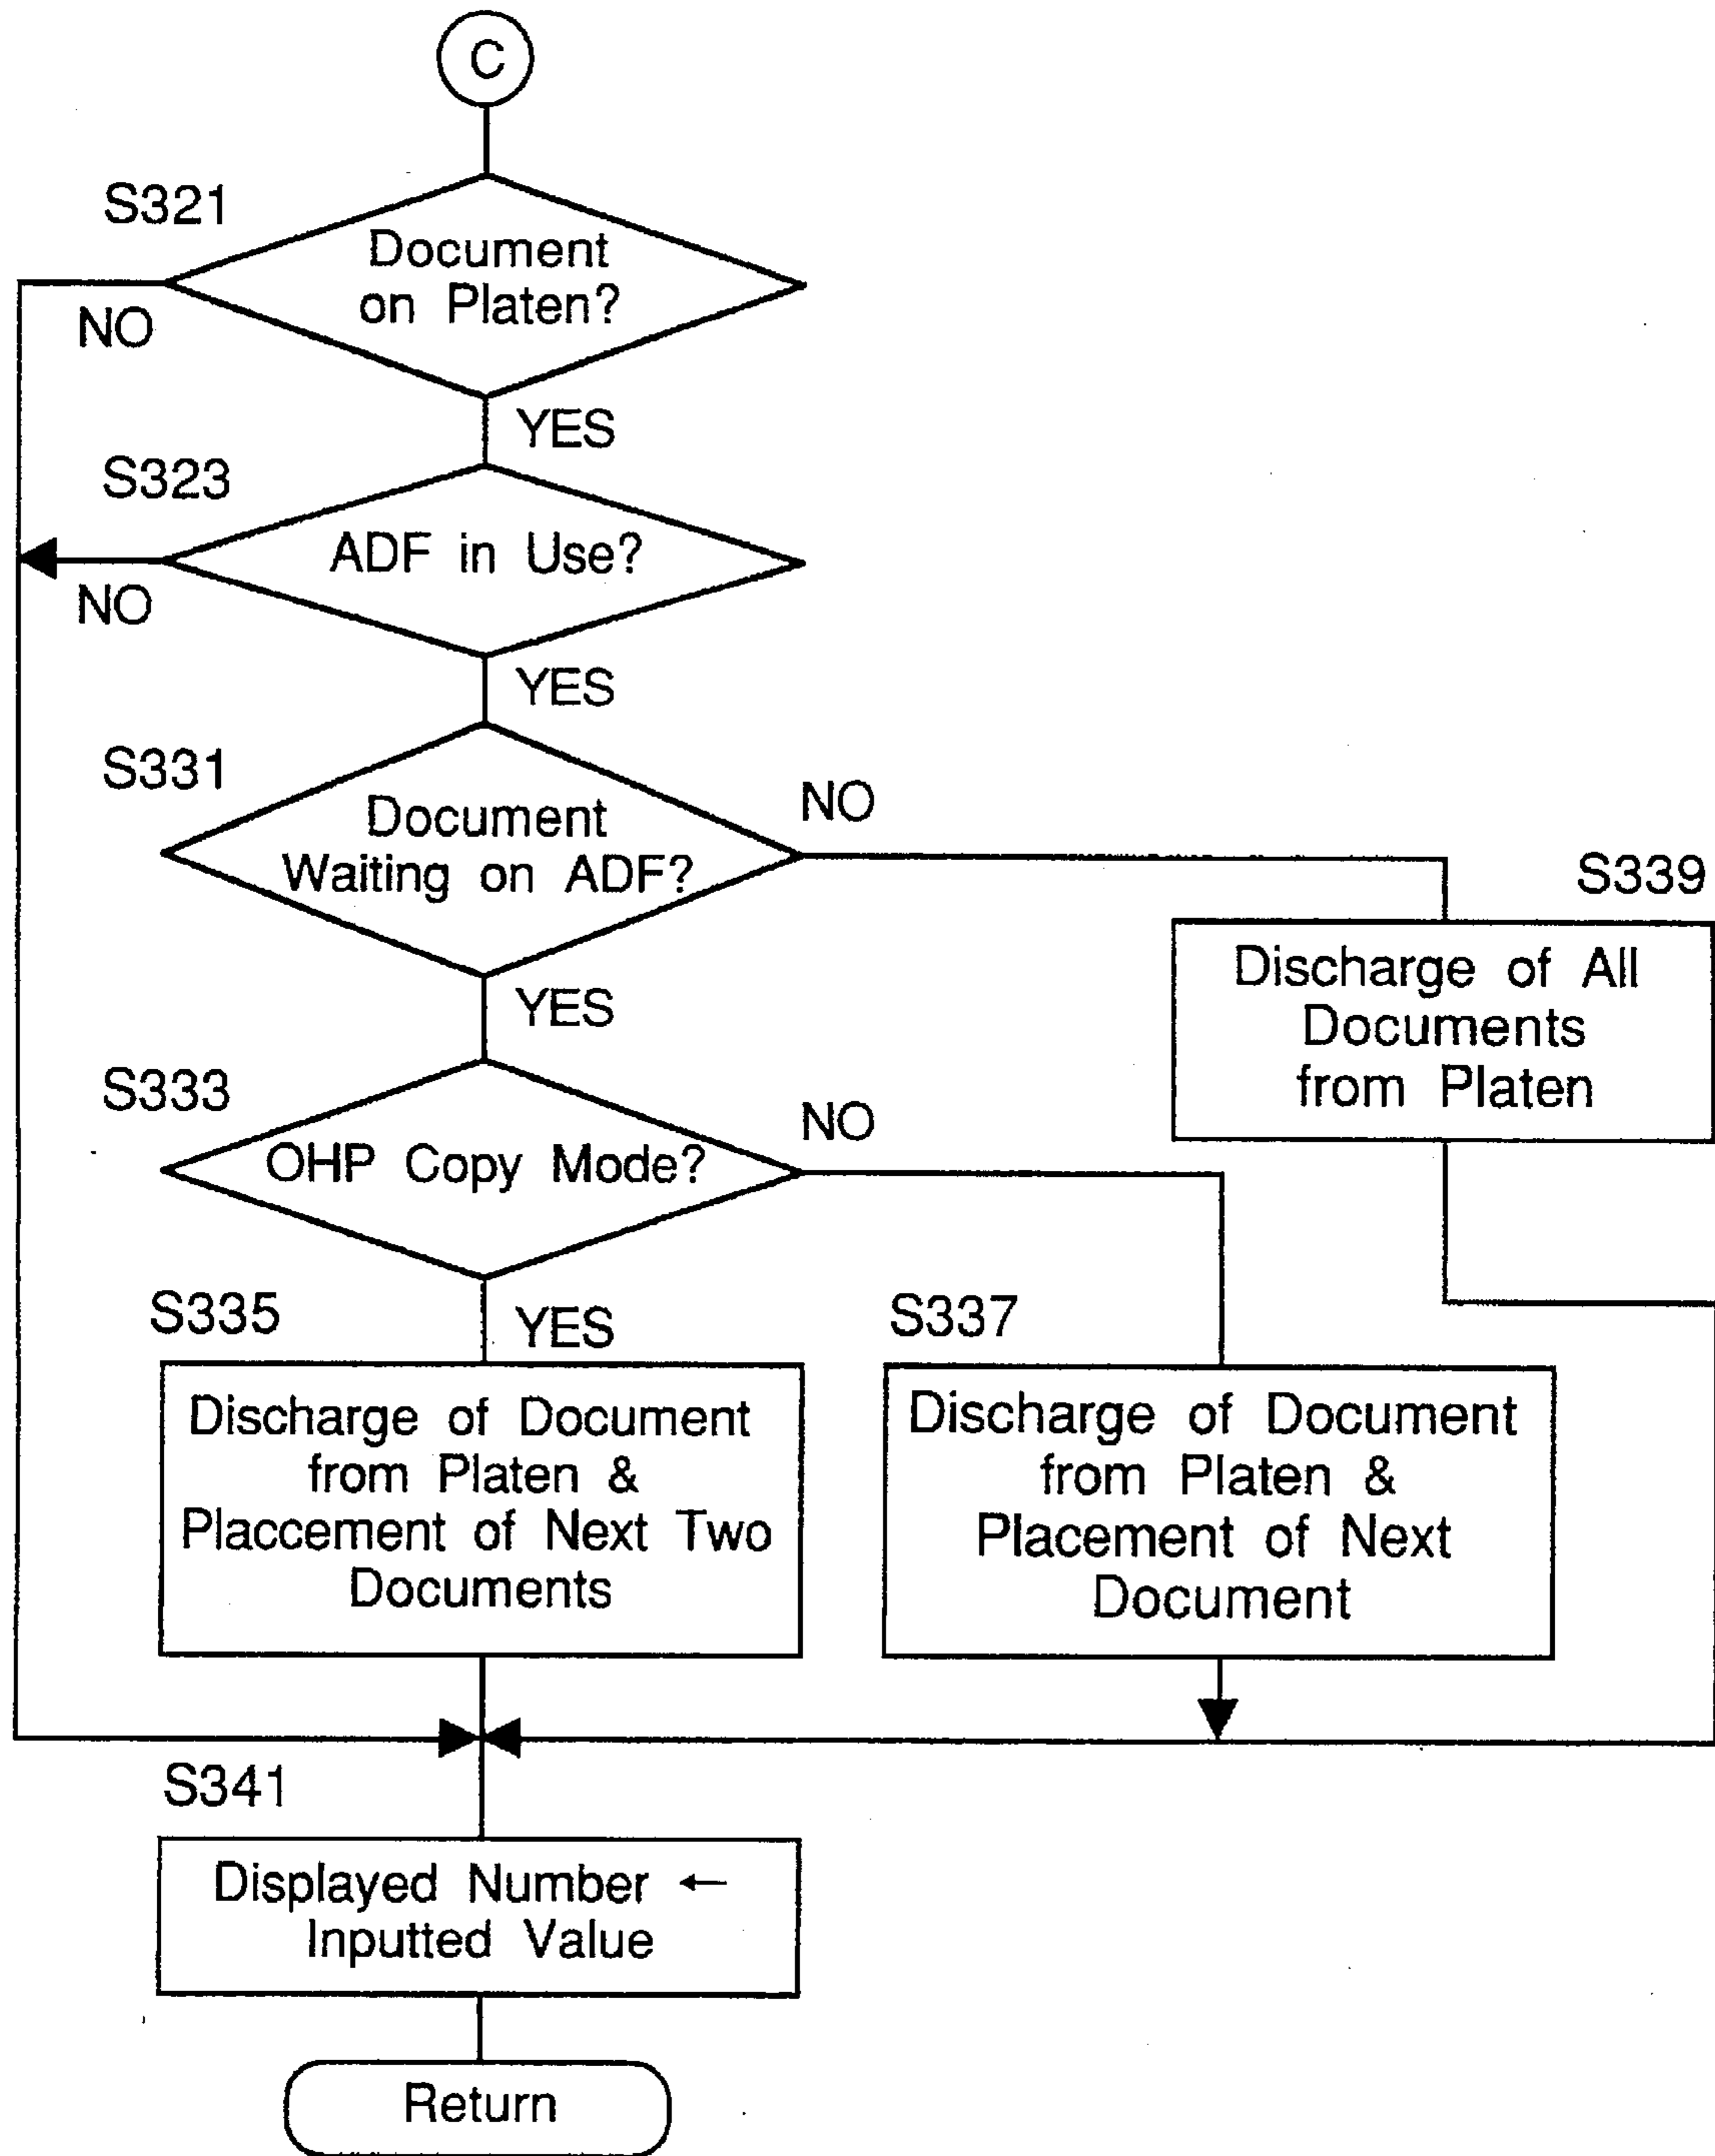 C
S321
Document
on Platen?
NO
YES
S323
ADF in Use?
NO
YES
S331
Document
Waiting on ADF?
NO
YES
S339
Discharge of All
Documents
from Platen
S333
OHP Copy Mode?
NO
YES
S335
Discharge of Document
from Platen &
Placcement of Next Two
Documents
S337
Discharge of Document
from Platen &
Placement of Next
Document
S341
Displayed Number ←
Inputted Value
Return